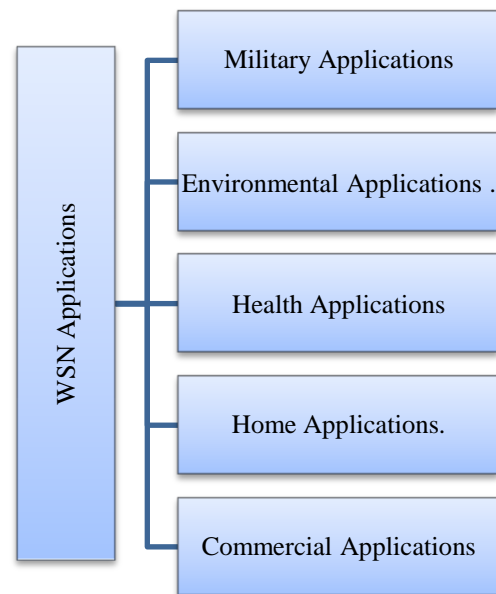 WSN Applications
Military Applications
Environmental Applications .
Health Applications
Home Applications.
Commercial Applications